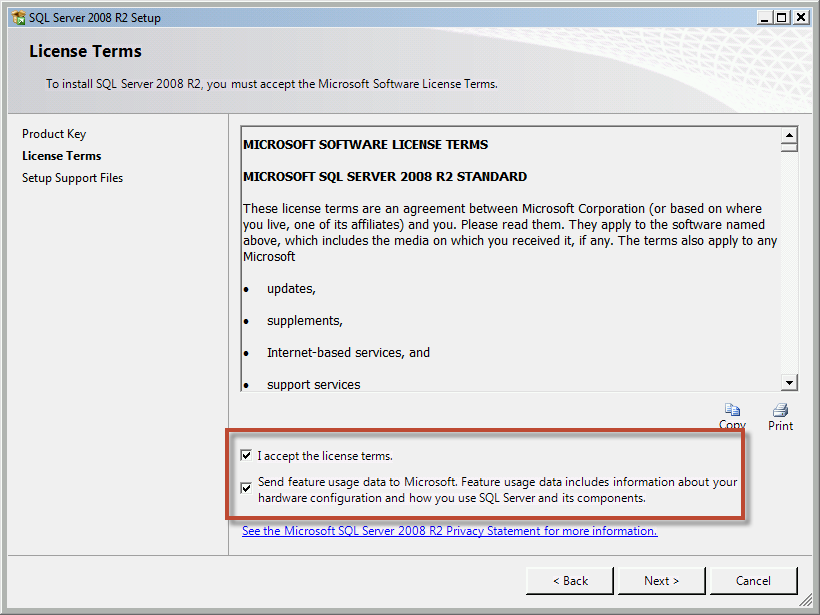 SQL Server 2008 R2 Setup
License Terms
To install SQL Server 2008 R2, you must accept the Microsoft Software License Terms.
Product Key
License Terms
Setup Support Files
MICROSOFT SOFTWARE LICENSE TERMS
MICROSOFT SQL SERVER 2008 R2 STANDARD
These license terms are an agreement between Microsoft Corporation (or based on where
you live, one of its affiliates) and you. Please read them. They apply to the software named
above, which includes the media on which you received it, if any. The terms also apply to any
Microsoft
• updates,
• supplements,
• Internet-based services, and
• support services
Copy
Print
I accept the license terms.
Send feature usage data to Microsoft. Feature usage data includes information about your
hardware configuration and how you use SQL Server and its components.
See the Microsoft SQL Server 2008 R2 Privacy Statement for more information.
< Back
Next >
Cancel